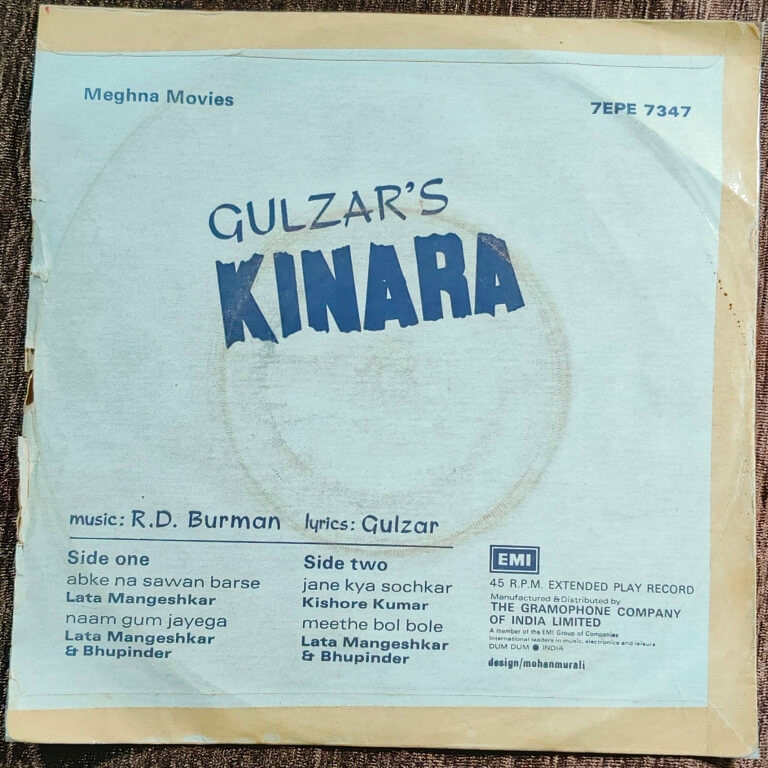 Meghna Movies
7EPE 7347
GULZAR'S
KINARA
music: R.D. Burman lyrics: Gulzar
Side one
abke na sawan barse
Lata Mangeshkar
naam gum jayega
Lata Mangeshkar
& Bhupinder
Side two
jane kya sochkar
Kishore Kumar
meethe bol bole
Lata Mangeshkar
& Bhupinder
EMI
45 R.P.M. EXTENDED PLAY RECORD
Manufactured & Distributed by
THE GRAMOPHONE COMPANY
OF INDIA LIMITED
A member of the EMI Group of Companies
International leaders in music, electronics and leisure
DUM DUM ● INDIA
design/mohanmurali